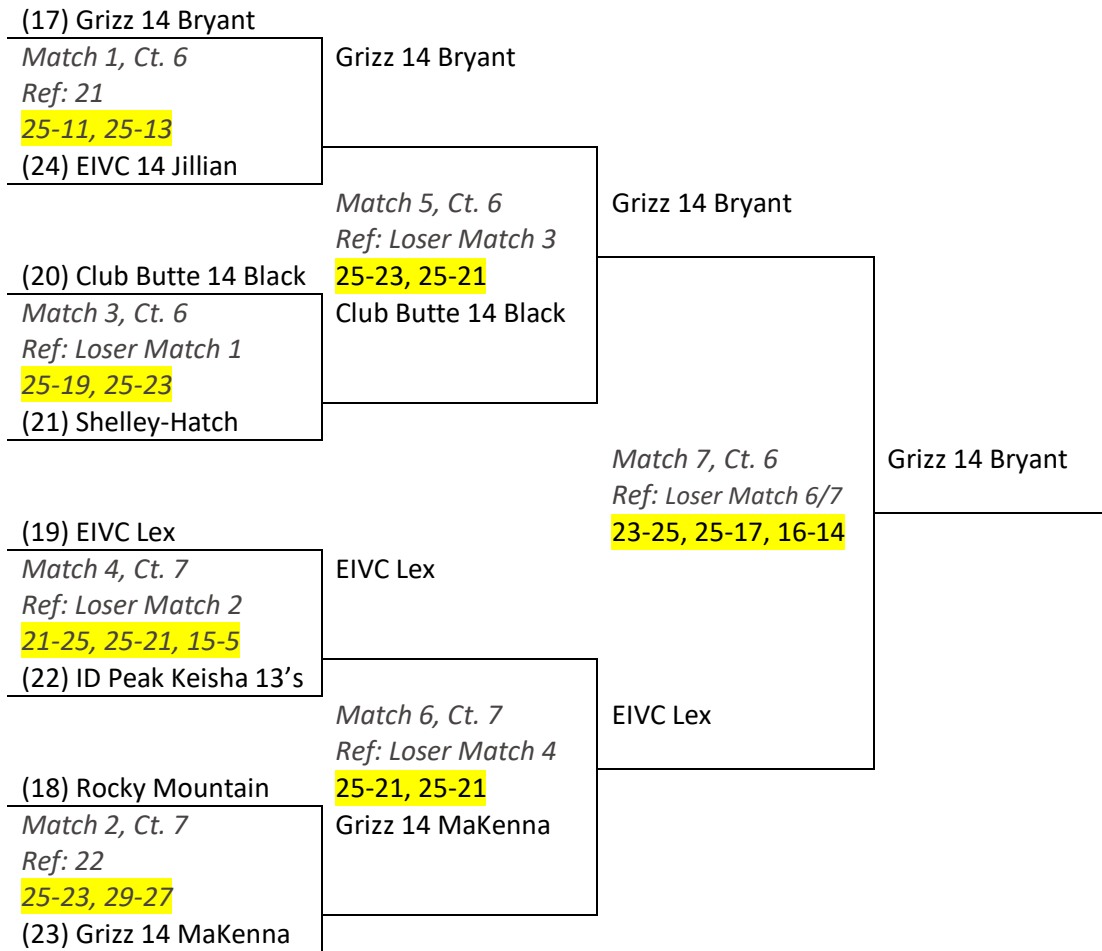 (17) Grizz 14 Bryant
Match 1, Ct. 6
Ref: 21
25-11, 25-13
(24) EIVC 14 Jillian
Grizz 14 Bryant
Match 5, Ct. 6
Ref: Loser Match 3
25-23, 25-21
Club Butte 14 Black
(20) Club Butte 14 Black
Match 3, Ct. 6
Ref: Loser Match 1
25-19, 25-23
(21) Shelley-Hatch
Grizz 14 Bryant
Match 7, Ct. 6
Ref: Loser Match 6/7
23-25, 25-17, 16-14
Grizz 14 Bryant
(19) EIVC Lex
Match 4, Ct. 7
Ref: Loser Match 2
21-25, 25-21, 15-5
(22) ID Peak Keisha 13’s
EIVC Lex
Match 6, Ct. 7
Ref: Loser Match 4
25-21, 25-21
Grizz 14 MaKenna
EIVC Lex
(18) Rocky Mountain
Match 2, Ct. 7
Ref: 22
25-23, 29-27
(23) Grizz 14 MaKenna